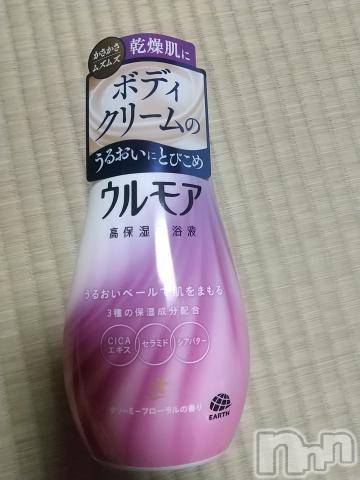 かさかさ
ムズムズ
乾燥肌に
ボディ
クリームの
うるおいにとびこめ
ウルモア
高保湿 浴液
うるおいベールで肌をまもる
3種の保湿成分配合
CICA
エキス
セラミド
シアバター
クリーミーフローラルの香り
EARTH